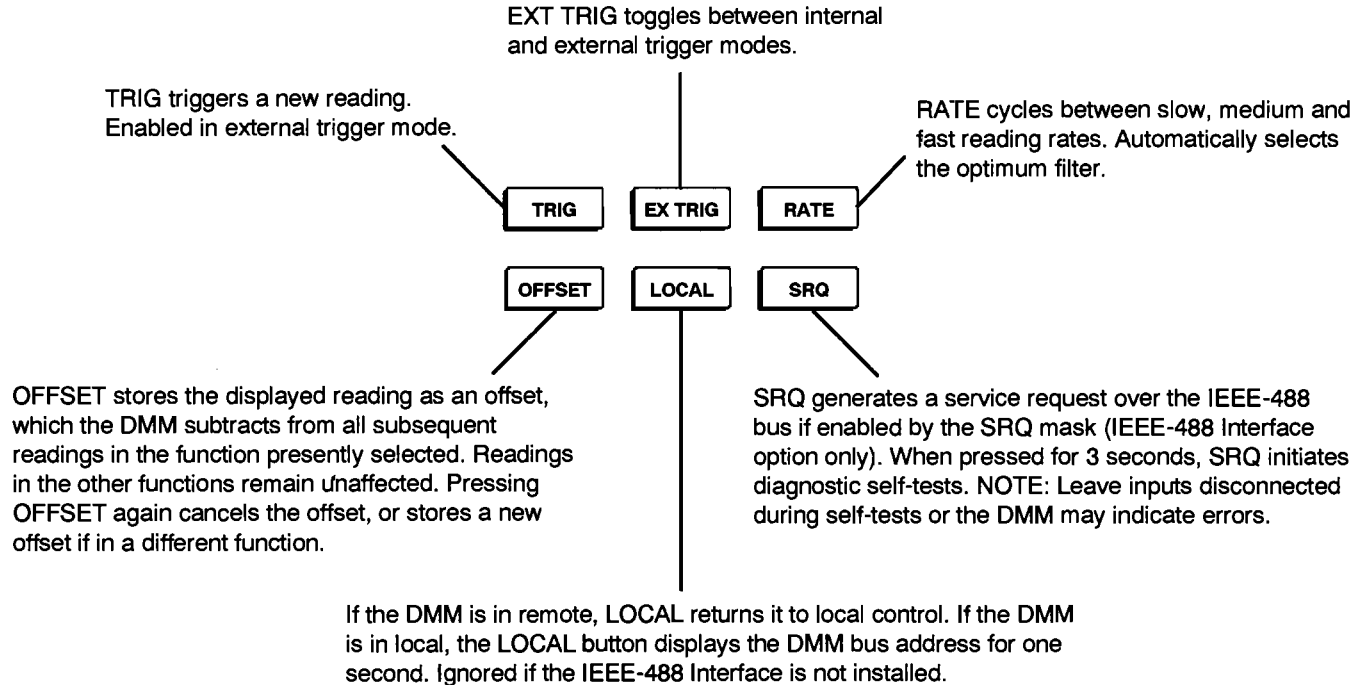 EXT TRIG toggles between internal
and external trigger modes.
TRIG triggers a new reading.
Enabled in external trigger mode.
RATE cycles between slow, medium and
fast reading rates. Automatically selects
the optimum filter.
TRIG
EX TRIG
RATE
OFFSET
LOCAL
SRQ
OFFSET stores the displayed reading as an offset,
which the DMM subtracts from all subsequent
readings in the function presently selected. Readings
in the other functions remain unaffected. Pressing
OFFSET again cancels the offset, or stores a new
offset if in a different function.
SRQ generates a service request over the IEEE-488
bus if enabled by the SRQ mask (IEEE-488 Interface
option only). When pressed for 3 seconds, SRQ initiates
diagnostic self-tests. NOTE: Leave inputs disconnected
during self-tests or the DMM may indicate errors.
If the DMM is in remote, LOCAL returns it to local control. If the DMM
is in local, the LOCAL button displays the DMM bus address for one
second. Ignored if the IEEE-488 Interface is not installed.